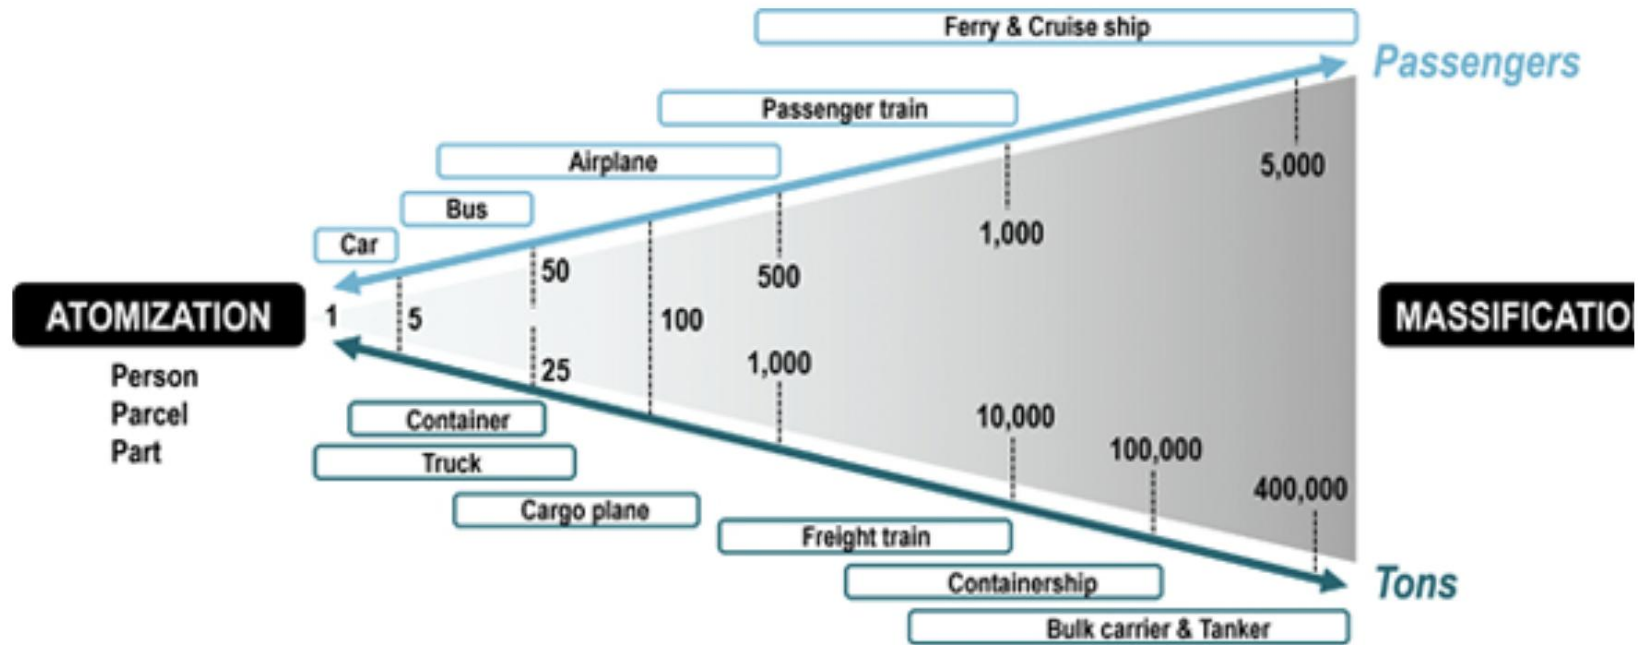 Ferry & Cruise ship
Passengers
Passenger train
Airplane
5,000
Bus
1,000
Car
50
500
ATOMIZATION
1
5
100
MASSIFICATIO
Person
Parcel
Part
25
1,000
Container
10,000
Truck
100,000
400,000
Cargo plane
Freight train
Containership
Tons
Bulk carrier & Tanker